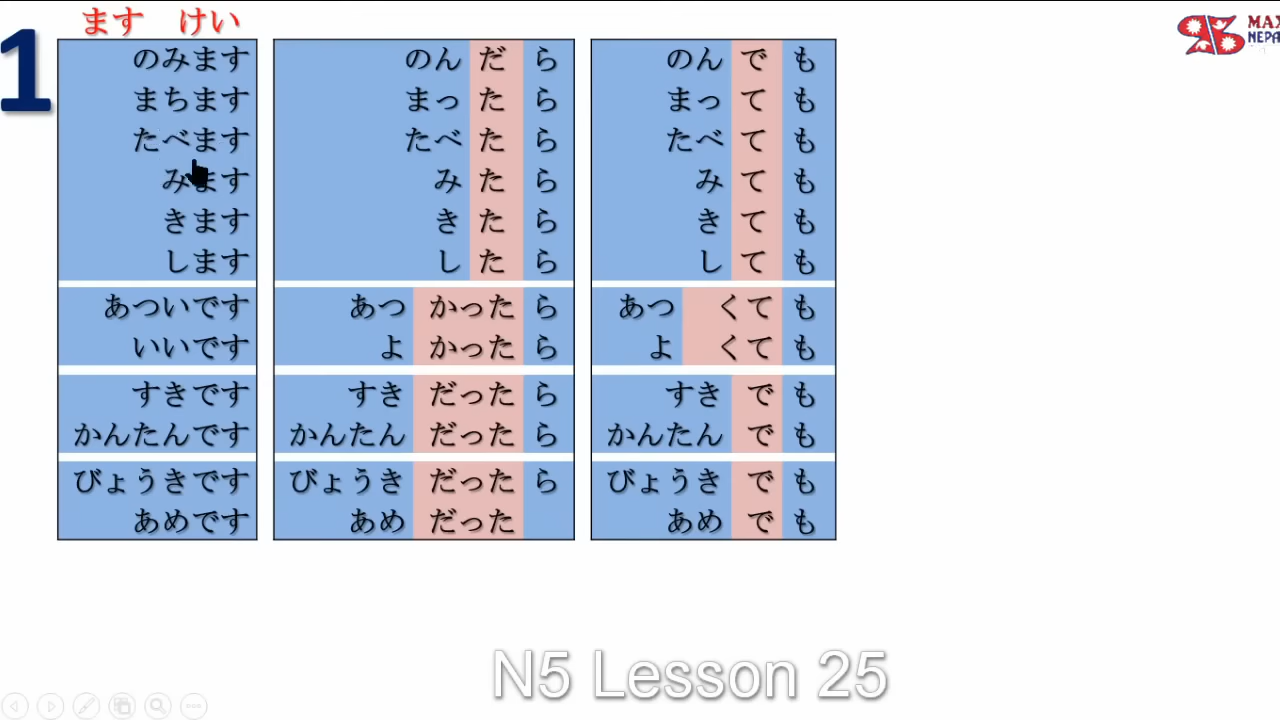 ます けい
1
のみます のんだら のんでも
まちます まったら まっても
たべます たべたら たべても
みます みたら みても
きます きたら きても
します したら しても
あついです あつかったら あつくても
いいです よかったら よくても
すきです すきだったら すきでも
かんたんです かんたんだったら かんたんでも
びょうきです びょうきだったら びょうきでも
あめです あめだった あめでも
MAX
NEPA
N5 Lesson 25